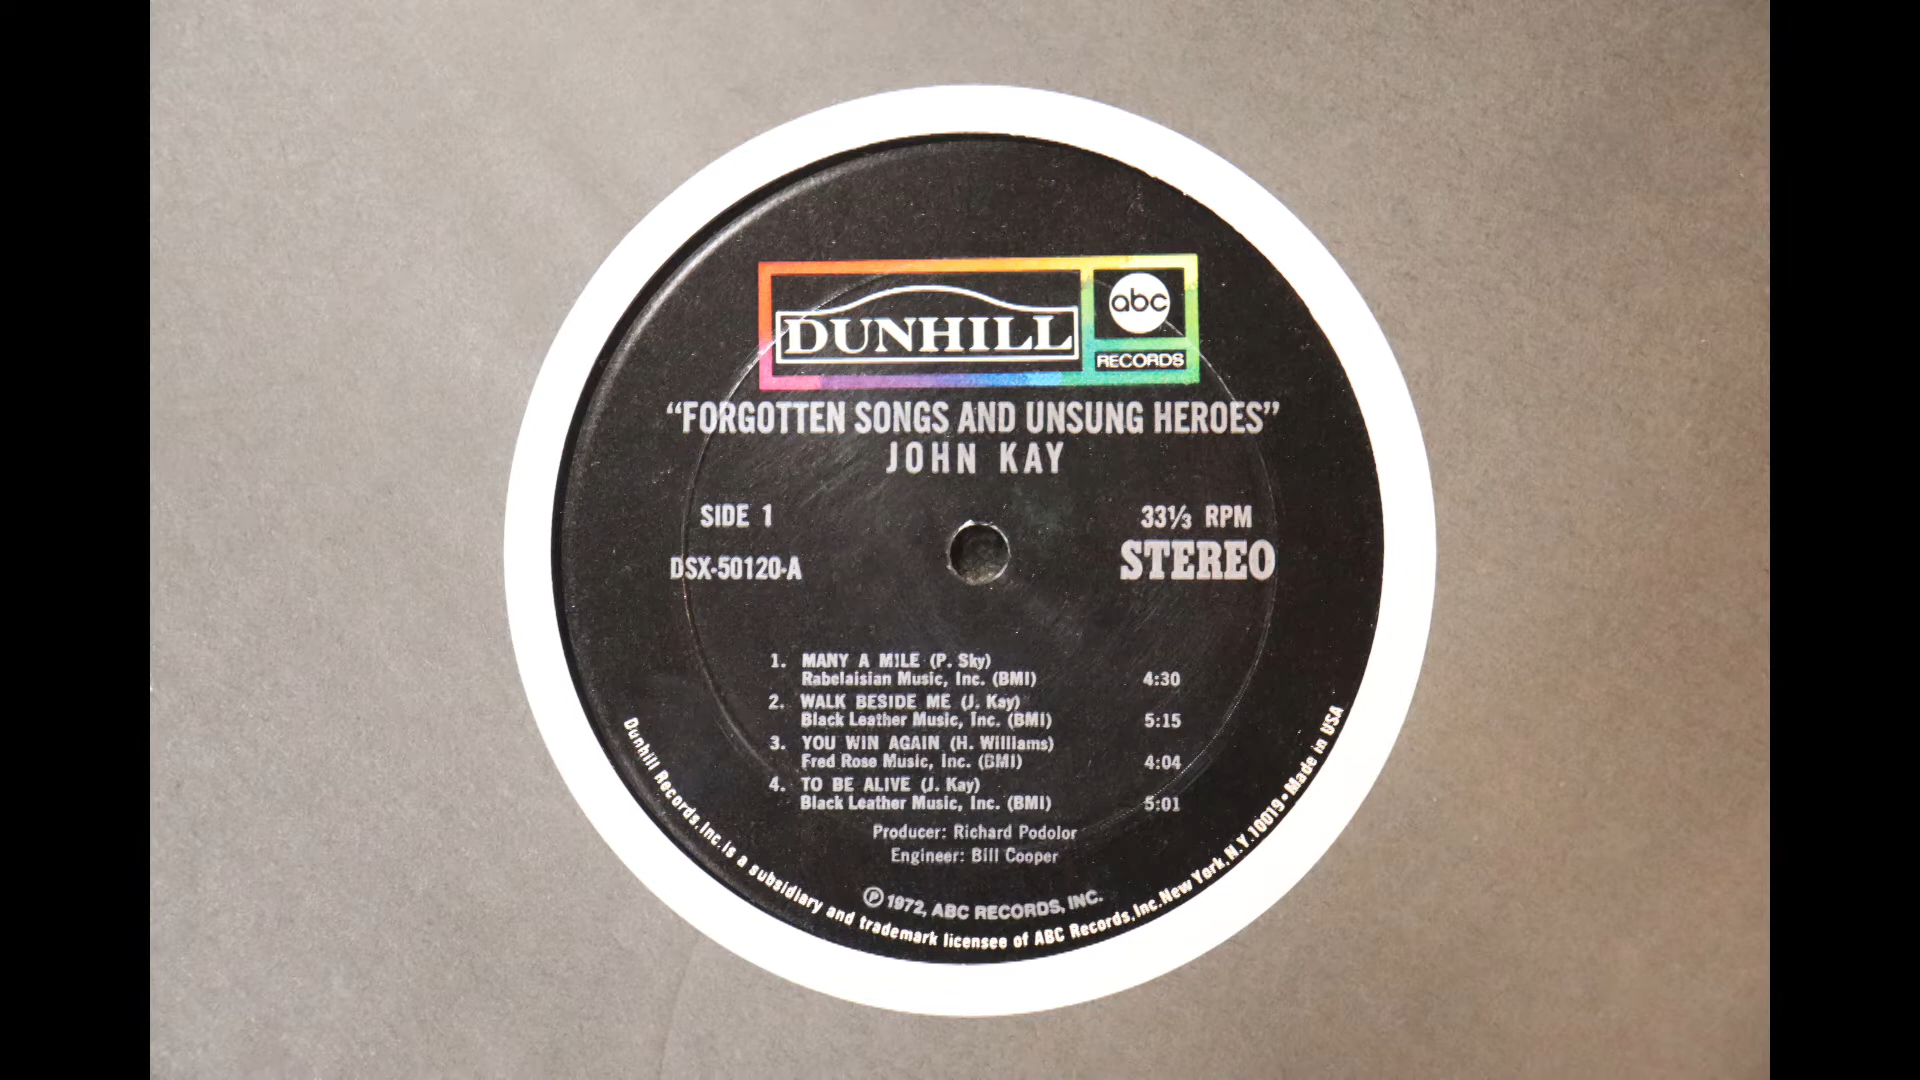 DUNHILL
abc
RECORDS
“FORGOTTEN SONGS AND UNSUNG HEROES”
JOHN KAY
SIDE 1
33⅓ RPM
DSX-50120-A
STEREO
1. MANY A MILE (P. Sky)
Rabelaisian Music, Inc. (BMI) 4:30
2. WALK BESIDE ME (J. Kay)
Black Leather Music, Inc. (BMI) 5:15
3. YOU WIN AGAIN (H. Williams)
Fred Rose Music, Inc. (BMI) 4:04
4. TO BE ALIVE (J. Kay)
Black Leather Music, Inc. (BMI) 5:01
Producer: Richard Podolor
Engineer: Bill Cooper
Ⓟ 1972, ABC RECORDS, INC.
Dunhill Records, Inc. is a subsidiary and trademark licensee of ABC Records, Inc. New York, N.Y. 10019 • Made in USA